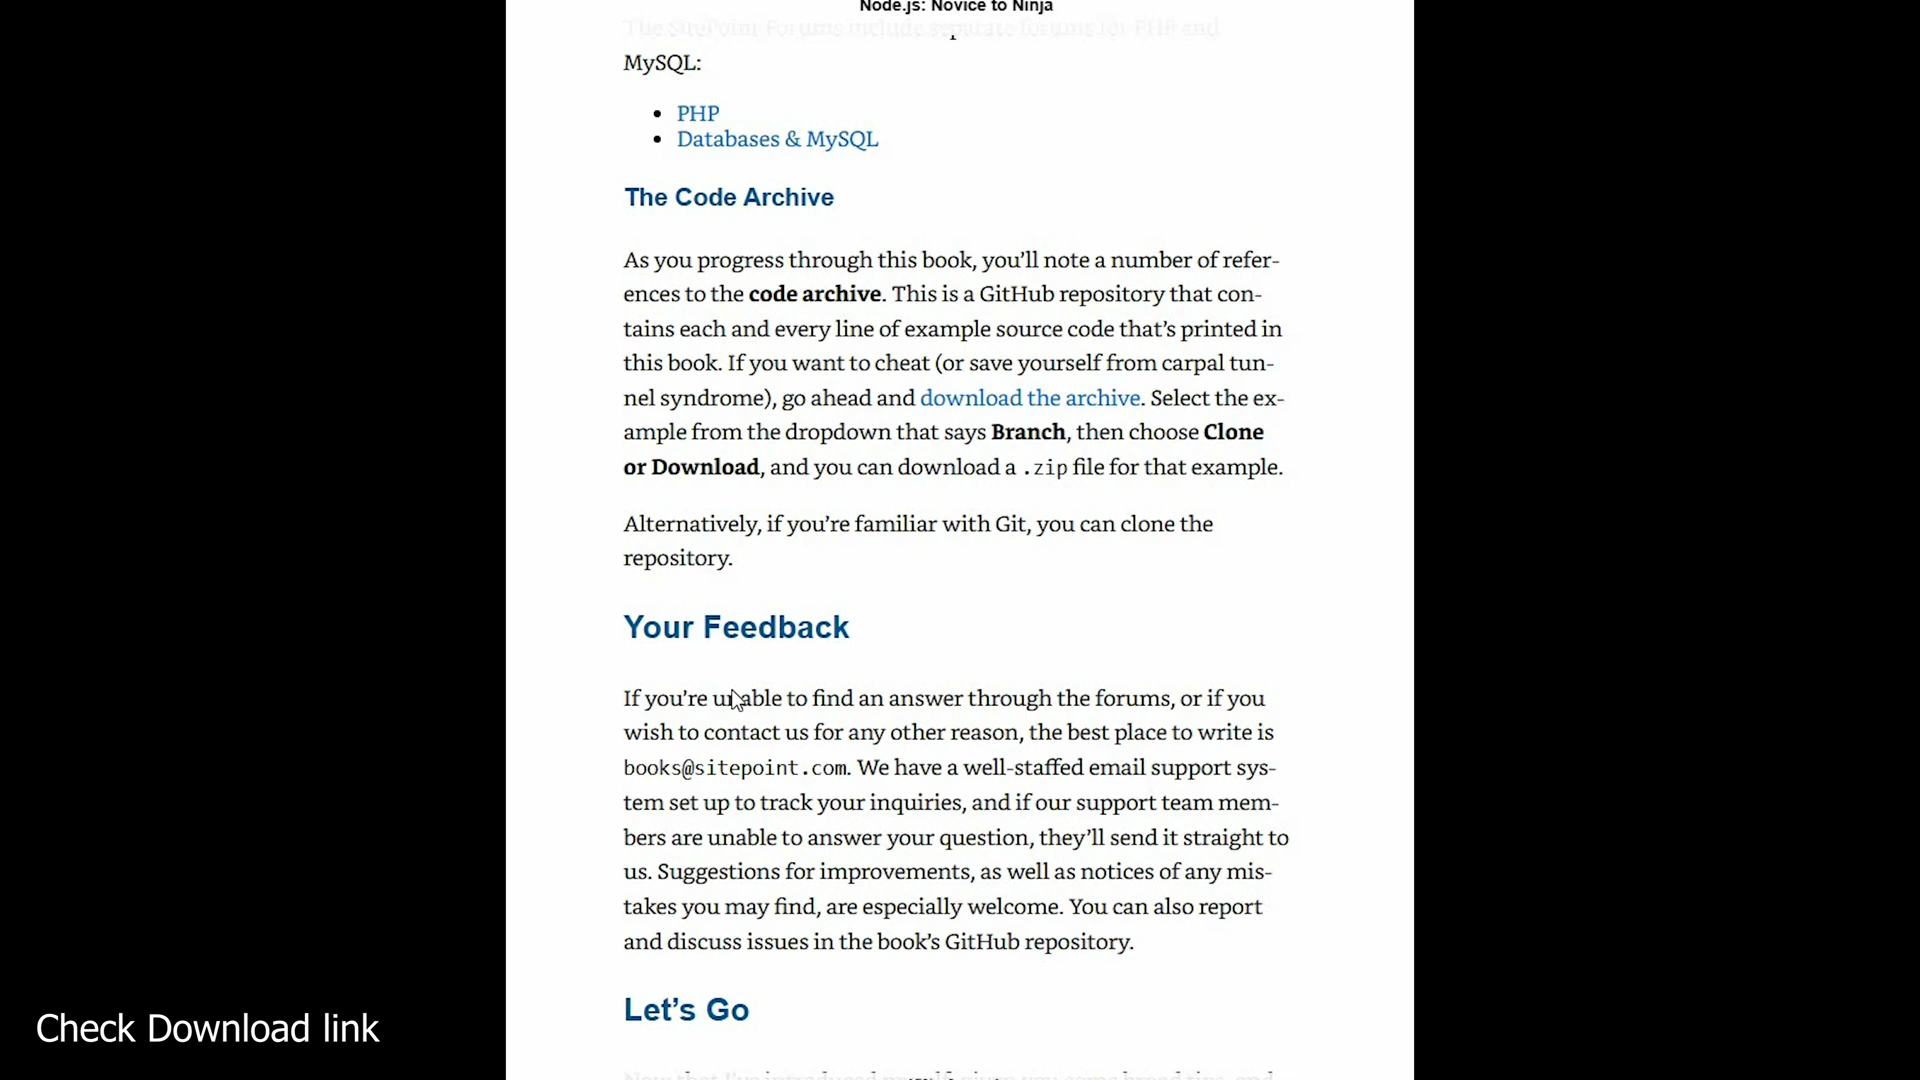 Node.js: Novice to Ninja
The SitePoint Forums include separate forums for PHP and
MySQL:
• PHP
• Databases & MySQL
The Code Archive
As you progress through this book, you’ll note a number of refer-
ences to the code archive. This is a GitHub repository that con-
tains each and every line of example source code that’s printed in
this book. If you want to cheat (or save yourself from carpal tun-
nel syndrome), go ahead and download the archive. Select the ex-
ample from the dropdown that says Branch, then choose Clone
or Download, and you can download a .zip file for that example.
Alternatively, if you’re familiar with Git, you can clone the
repository.
Your Feedback
If you’re unable to find an answer through the forums, or if you
wish to contact us for any other reason, the best place to write is
books@sitepoint.com. We have a well-staffed email support sys-
tem set up to track your inquiries, and if our support team mem-
bers are unable to answer your question, they’ll send it straight to
us. Suggestions for improvements, as well as notices of any mis-
takes you may find, are especially welcome. You can also report
and discuss issues in the book’s GitHub repository.
Let’s Go
Check Download link